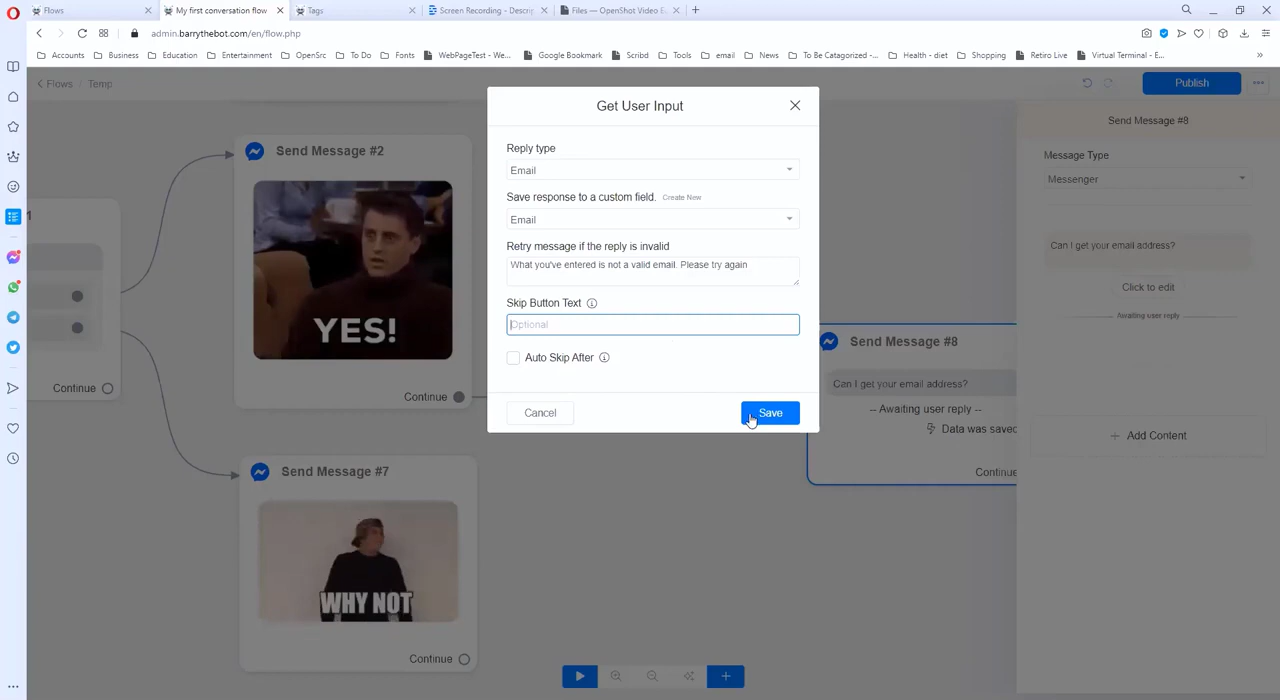 Flows
My first conversation flow
Tags
Screen Recording - Descri
Files — OpenShot Video E
admin.barrythebot.com/en/flow.php
Accounts
Business
Education
Entertainment
OpenSrc
To Do
Fonts
WebPageTest - We...
Google Bookmark
Scribd
Tools
email
News
To Be Catagorized -...
Health - diet
Shopping
Retiro Live
Virtual Terminal - E...
Flows / Temp
Publish
Send Message #8
Message Type
Messenger
Can I get your email address?
Click to edit
Awaiting user reply
Add Content
1
Continue
Send Message #2
YES!
Continue
Send Message #7
WHY NOT
Continue
Get User Input
Reply type
Email
Save response to a custom field. Create New
Email
Retry message if the reply is invalid
What you've entered is not a valid email. Please try again
Skip Button Text
Optional
Auto Skip After
Cancel
Save
Send Message #8
Can I get your email address?
-- Awaiting user reply --
Data was saved
Continue